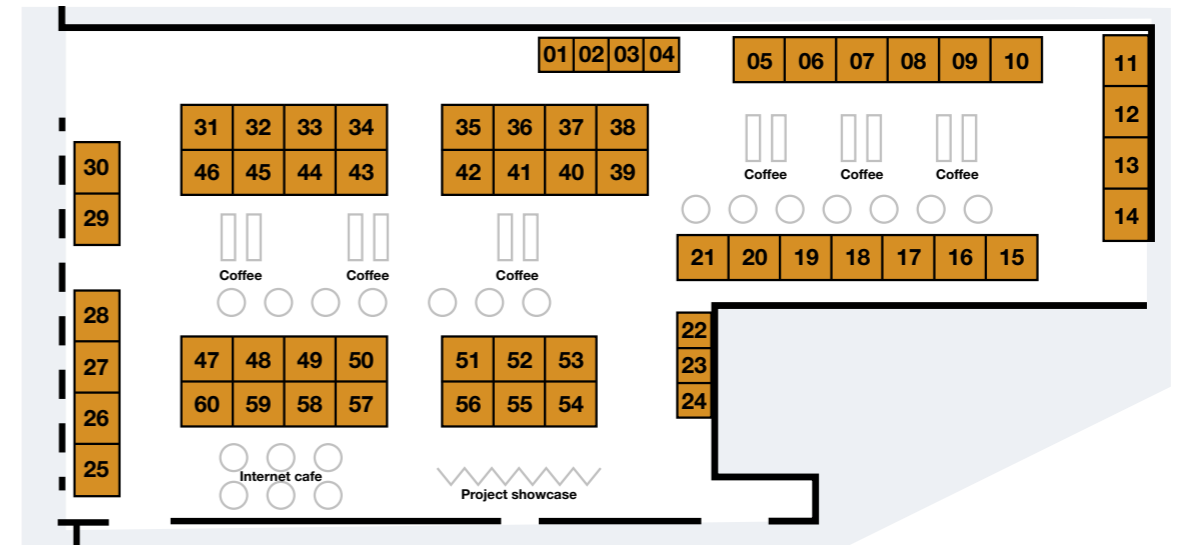 01 02 03 04
05 06 07 08 09 10
11
12
13
14
31 32 33 34
46 45 44 43
35 36 37 38
42 41 40 39
Coffee Coffee Coffee
30
29
21 20 19 18 17 16 15
Coffee Coffee Coffee
28
27
26
25
22
23
24
47 48 49 50
60 59 58 57
51 52 53
56 55 54
Internet cafe
Project showcase